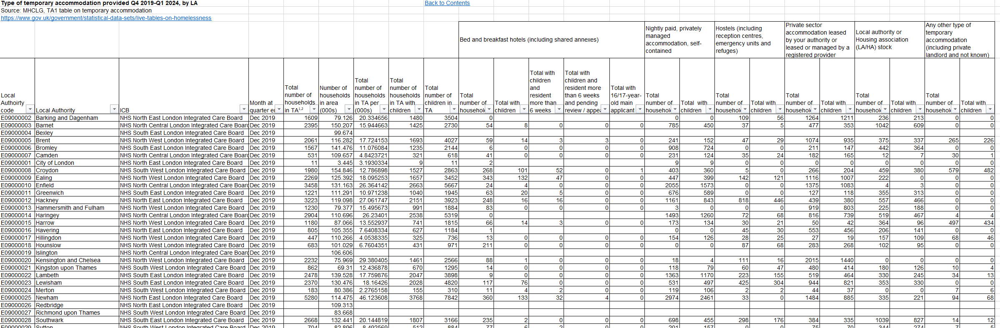 Type of temporary accommodation provided Q4 2019-Q1 2024, by LA Back to Contents
Source: MHCLG, TA1 table on temporary accommodation
https://www.gov.uk/government/statistical-data-sets/live-tables-on-homelessness
Bed and breakfast hotels (including shared annexes)
Nightly paid, privately
managed
accommodation, self-
contained
Hostels (including
reception centres,
emergency units and
refuges)
Private sector
accommodation leased
by your authority or
leased or managed by a
registered provider
Local authority or
Housing association
(LA/HA) stock
Any other type of
temporary
accommodation
(including private
landlord and not known)
Local
Authoirty
code
Local Authority
ICB
Month at
quarter e
Total
number of
households
in TA1,2
Number of
households
in area
(000s)
Total
number of
households
in TA per
(000s)
Total
number of
households
in TA with
children
Total
number of
children in
TA
Total
number of
househol
Total with
children
Total with
children
and
resident
more than
6 weeks
Total with
children and
resident more
than 6 weeks
and pending
review / appea
Total with
16/17-year-
old main
applicant
Total
number of
househol
Total with
children
Total
number of
househol
Total with
children
Total
number of
househol
Total with
children
Total
number of
househol
Total with
children
Total
number of
househol
Total with
children
E09000002 Barking and Dagenham NHS North East London Integrated Care Board Dec 2019 1609 79.126 20.334656 1480 3504 0 0 0 109 56 1264 1211 236 213 0 0
E09000003 Barnet NHS North Central London Integrated Care Board Dec 2019 2395 150.207 15.944663 1425 2730 54 8 0 0 0 785 450 37 5 477 353 1042 609 0 0
E09000004 Bexley NHS South East London Integrated Care Board Dec 2019 99.674
E09000005 Brent NHS North West London Integrated Care Board Dec 2019 2061 116.282 17.724153 1693 4027 59 14 3 3 0 241 152 47 29 1074 935 375 337 265 226
E09000006 Bromley NHS South East London Integrated Care Board Dec 2019 1567 141.476 11.076084 1235 2144 6 0 0 0 0 908 724 0 0 211 147 442 364 0 0
E09000007 Camden NHS North Central London Integrated Care Board Dec 2019 531 109.657 4.8423721 321 618 41 0 0 0 0 231 124 35 24 182 165 12 7 30 1
E09000001 City of London NHS North East London Integrated Care Board Dec 2019 11 3.445 3.1930334 9 11 2 9 9 0 0 0 0 0 0 0 0
E09000008 Croydon NHS South West London Integrated Care Board Dec 2019 1980 154.846 12.786898 1527 2863 268 101 52 0 1 403 360 5 0 266 204 459 380 579 482
E09000009 Ealing NHS North West London Integrated Care Board Dec 2019 2269 125.392 18.095253 1657 3452 343 132 47 0 0 447 399 142 121 1116 1007 222 0 0 0
E09000010 Enfield NHS North Central London Integrated Care Board Dec 2019 3458 131.163 26.364142 2663 5667 24 4 0 0 0 2055 1573 0 0 1375 1083 4 3 0 0
E09000011 Greenwich NHS South East London Integrated Care Board Dec 2019 1221 111.291 10.971238 1040 1945 63 20 5 0 0 676 589 0 0 127 118 355 313 0 0
E09000012 Hackney NHS North East London Integrated Care Board Dec 2019 3223 119.098 27.061747 2151 3923 248 16 16 0 0 1161 843 818 446 439 380 557 466 0 0
E09000013 Hammersmith and Fulham NHS North West London Integrated Care Board Dec 2019 1230 79.377 15.495673 991 1884 83 0 0 0 0 3 0 0 0 919 803 225 188 0 0
E09000014 Haringey NHS North Central London Integrated Care Board Dec 2019 2904 110.696 26.23401 2538 5319 0 1493 1260 72 68 816 739 519 467 4 4
E09000015 Harrow NHS North West London Integrated Care Board Dec 2019 1180 87.066 13.552937 741 1815 66 14 3 0 0 173 134 30 21 50 42 364 96 497 434
E09000016 Havering NHS North East London Integrated Care Board Dec 2019 805 105.355 7.6408334 627 1184 1 0 0 45 30 553 456 206 141 0 0
E09000017 Hillingdon NHS North West London Integrated Care Board Dec 2019 447 110.266 4.0538335 325 736 13 0 0 0 0 154 126 28 25 27 19 157 109 68 46
E09000018 Hounslow NHS North West London Integrated Care Board Dec 2019 683 101.029 6.7604351 431 971 211 0 0 0 0 0 0 87 68 283 268 102 95 0 0
E09000019 Islington NHS North Central London Integrated Care Board Dec 2019 106.606
E09000020 Kensington and Chelsea NHS North West London Integrated Care Board Dec 2019 2232 75.969 29.380405 1461 2566 88 1 0 0 0 18 4 111 16 2015 1440 0 0 0 0
E09000021 Kingston upon Thames NHS South West London Integrated Care Board Dec 2019 862 69.31 12.436878 670 1295 14 0 0 0 0 118 79 60 47 480 414 180 126 10 4
E09000022 Lambeth NHS South East London Integrated Care Board Dec 2019 2478 139.528 17.759876 2047 3898 9 0 0 0 0 1363 1170 223 155 519 464 330 245 34 13
E09000023 Lewisham NHS South East London Integrated Care Board Dec 2019 2370 130.476 18.16426 2028 4820 117 76 0 0 0 531 497 425 304 944 821 353 330 0 0
E09000024 Merton NHS South West London Integrated Care Board Dec 2019 183 80.386 2.2765158 155 310 11 4 2 0 0 119 106 2 2 44 37 0 0 7 6
E09000025 Newham NHS North East London Integrated Care Board Dec 2019 5280 114.475 46.123608 3768 7842 360 133 32 4 0 2974 2461 33 0 1484 885 335 221 94 68
E09000026 Redbridge NHS North East London Integrated Care Board Dec 2019 109.313
E09000027 Richmond upon Thames NHS South West London Integrated Care Board Dec 2019 83.668
E09000028 Southwark NHS South East London Integrated Care Board Dec 2019 2668 132.441 20.144819 1807 3166 235 2 0 0 0 698 455 298 176 384 335 1039 827 14 12
E09000029 Sutton NHS South West London Integrated Care Board Dec 2019 704 82.896 8.492569 512 884 77 6 2 0 0 201 157 0 0 75 70 344 274 7 5